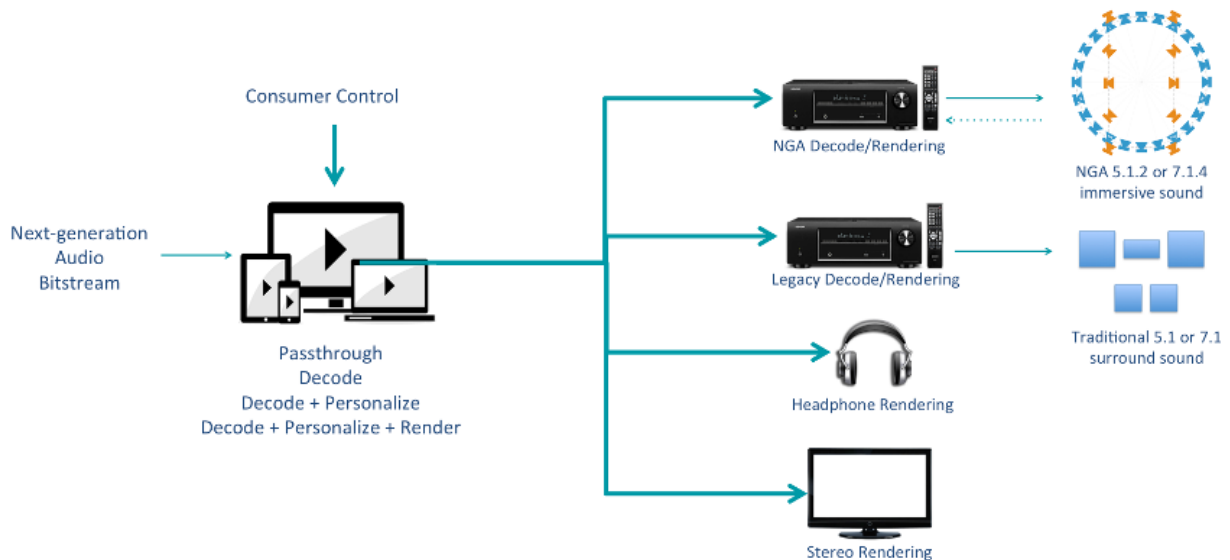 Consumer Control
Next-generation
Audio
Bitstream
Passthrough
Decode
Decode + Personalize
Decode + Personalize + Render
NGA Decode/Rendering
NGA 5.1.2 or 7.1.4
immersive sound
Legacy Decode/Rendering
Traditional 5.1 or 7.1
surround sound
Headphone Rendering
Stereo Rendering